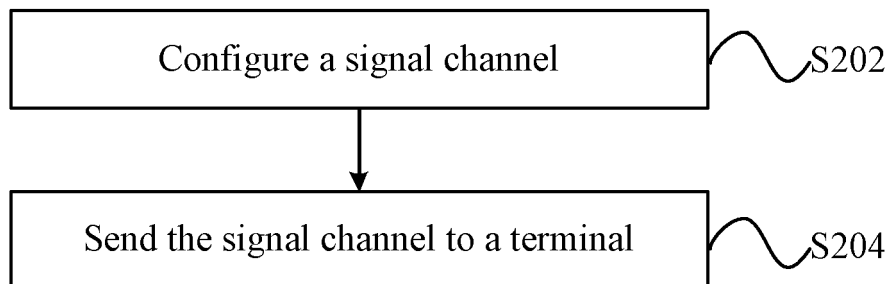 Configure a signal channel
S202
Send the signal channel to a terminal
S204